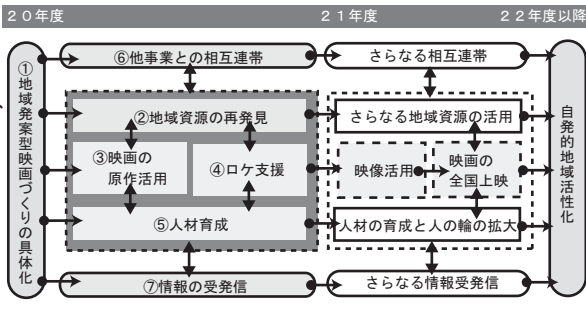 20年度
21年度
22年度以降
①地域発案型映画づくりの具体化
⑥他事業との相互連帯
さらなる相互連帯
②地域資源の再発見
さらなる地域資源の活用
③映画の
原作活用
④ロケ支援
映像活用
映画の
全国上映
⑤人材育成
人材の育成と人の輪の拡大
⑦情報の受発信
さらなる情報受発信
自発的地域活性化